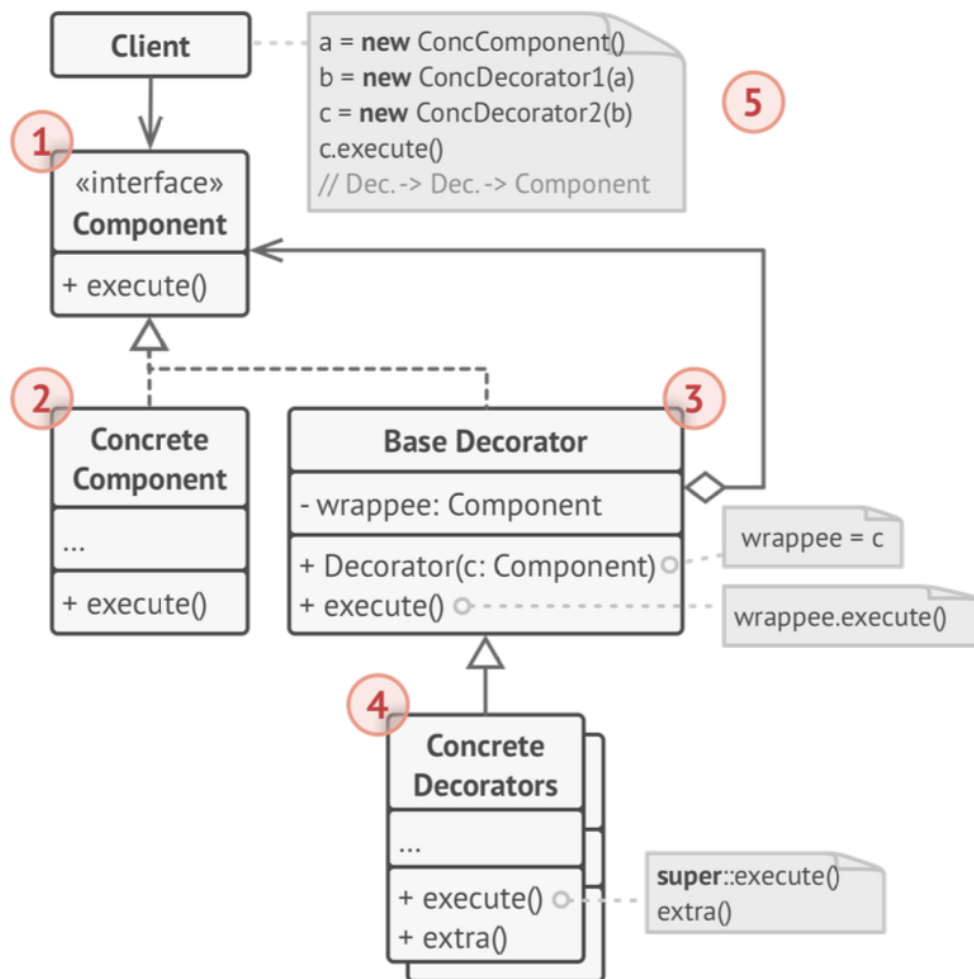 Client
a = new ConcComponent()
b = new ConcDecorator1(a)
c = new ConcDecorator2(b)
c.execute()
// Dec. -> Dec. -> Component
5
1
«interface»
Component
+ execute()
2
Concrete
Component
...
+ execute()
3
Base Decorator
- wrappee: Component
+ Decorator(c: Component)
+ execute()
wrappee = c
wrappee.execute()
4
Concrete
Decorators
...
+ execute()
+ extra()
super::execute()
extra()